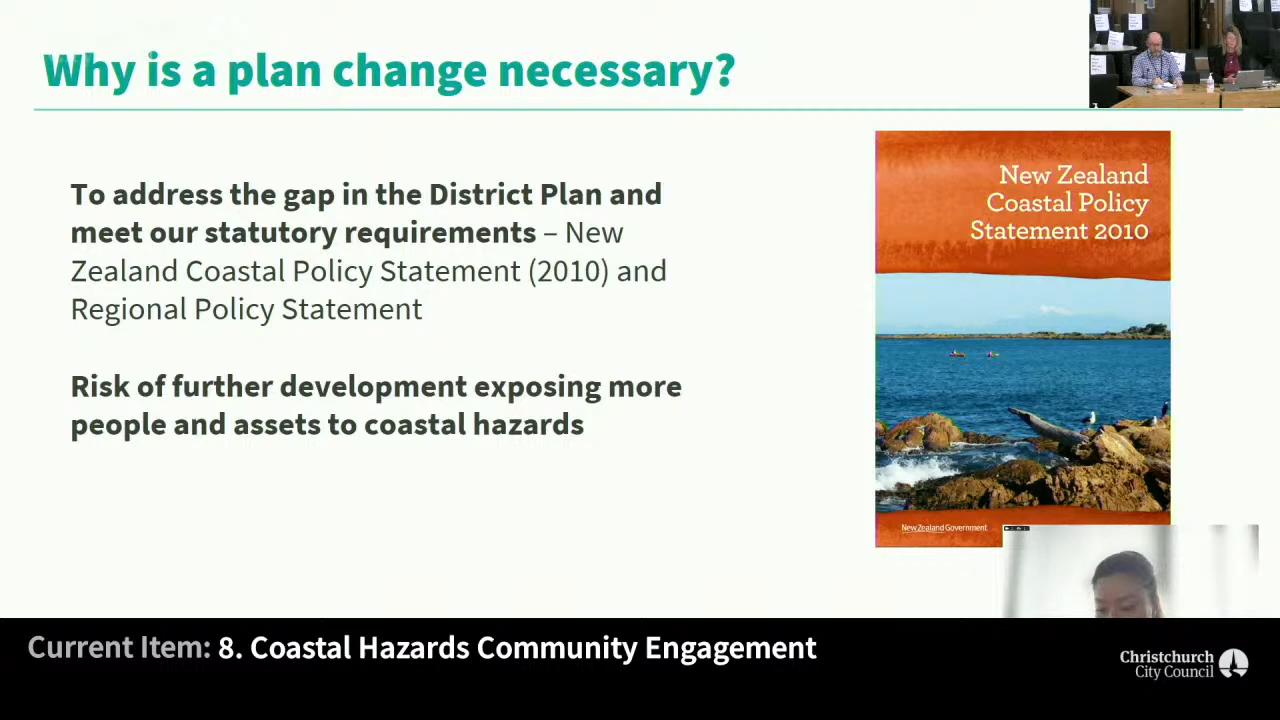 Why is a plan change necessary?
To address the gap in the District Plan and
meet our statutory requirements – New
Zealand Coastal Policy Statement (2010) and
Regional Policy Statement
Risk of further development exposing more
people and assets to coastal hazards
New Zealand
Coastal Policy
Statement 2010
New Zealand Government
Current Item: 8. Coastal Hazards Community Engagement
Christchurch
City Council